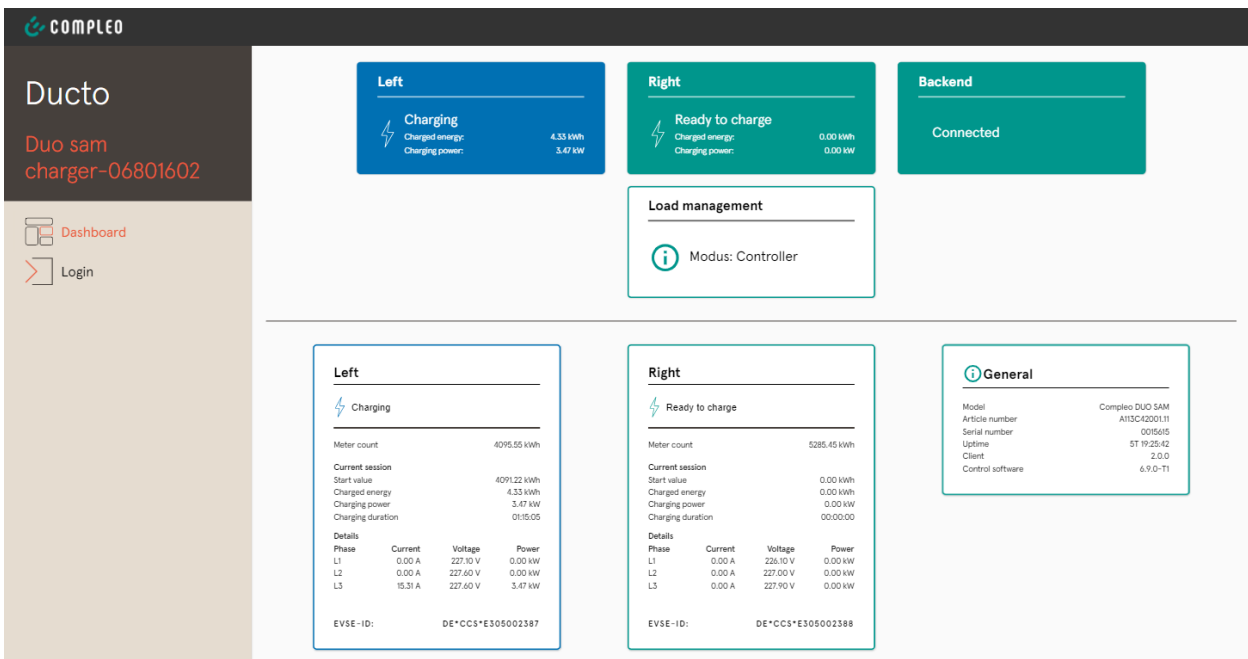 COMPLEO
Ducto
Duo sam
charger-06801602
Dashboard
Login
Left
Charging
Charged energy: 4.33 kWh
Charging power: 3.47 kW
Right
Ready to charge
Charged energy: 0.00 kWh
Charging power: 0.00 kW
Backend
Connected
Load management
Modus: Controller
Left
Charging
Meter count 4095.55 kWh
Current session
Start value 4091.22 kWh
Charged energy 4.33 kWh
Charging power 3.47 kW
Charging duration 01:15:05
Details
Phase Current Voltage Power
L1 0.00 A 227.10 V 0.00 kW
L2 0.00 A 227.60 V 0.00 kW
L3 15.31 A 227.60 V 3.47 kW
EVSE-ID: DE*CCS*E305002387
Right
Ready to charge
Meter count 5285.45 kWh
Current session
Start value 0.00 kWh
Charged energy 0.00 kWh
Charging power 0.00 kW
Charging duration 00:00:00
Details
Phase Current Voltage Power
L1 0.00 A 226.10 V 0.00 kW
L2 0.00 A 227.00 V 0.00 kW
L3 0.00 A 227.90 V 0.00 kW
EVSE-ID: DE*CCS*E305002388
General
Model Compleo DUO SAM
Article number A113C42001.11
Serial number 0015615
Uptime 5T 19:25:42
Client 2.0.0
Control software 6.9.0-T1